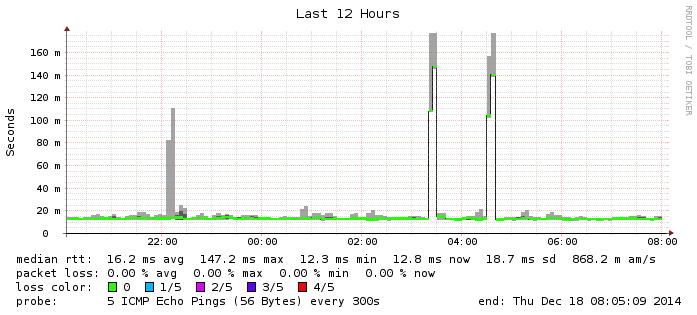 Last 12 Hours
RRDTOOL / TOBI OETIKER
Seconds
160 m
140 m
120 m
100 m
80 m
60 m
40 m
20 m
0
22:00 00:00 02:00 04:00 06:00 08:00
median rtt: 16.2 ms avg 147.2 ms max 12.3 ms min 12.8 ms now 18.7 ms sd 868.2 m am/s
packet loss: 0.00 % avg 0.00 % max 0.00 % min 0.00 % now
loss color: 0 1/5 2/5 3/5 4/5
probe: 5 ICMP Echo Pings (56 Bytes) every 300s end: Thu Dec 18 08:05:09 2014